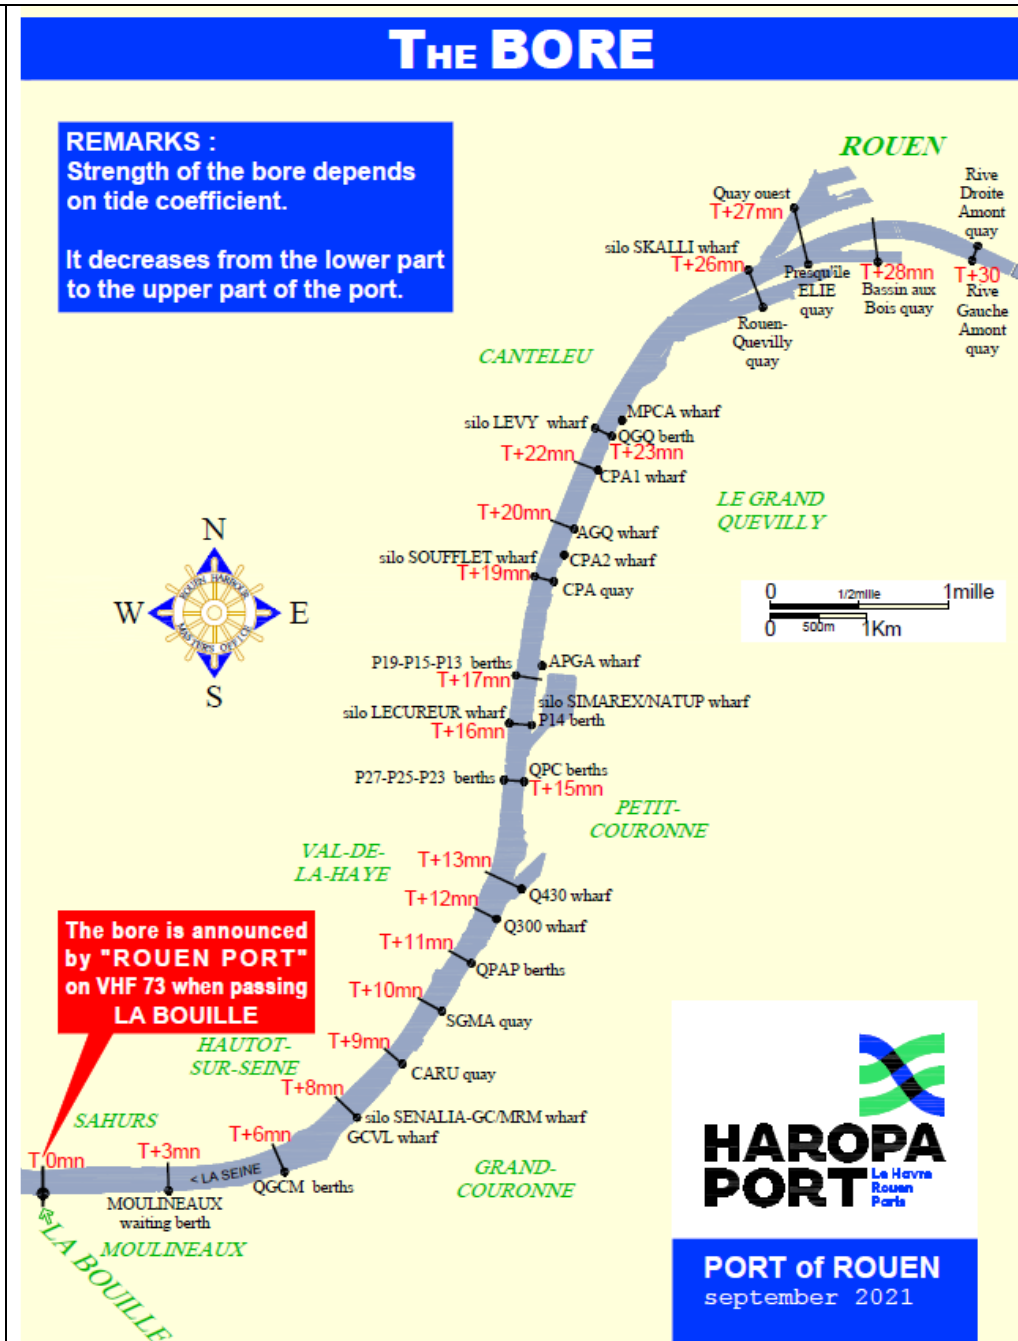 THE BORE
REMARKS :
Strength of the bore depends
on tide coefficient.
It decreases from the lower part
to the upper part of the port.
ROUEN
Rive
Droite
Amont
quay
Quay ouest
T+27mn
silo SKALLI wharf
T+26mn
Presqu'île
ELIE
quay
T+28mn
Bassin aux
Bois quay
T+30
Rive
Gauche
Amont
quay
Rouen-
Quevilly
quay
CANTELEU
MPCA wharf
silo LEVY wharf
QGQ berth
T+22mn
T+23mn
CPA1 wharf
LE GRAND
QUEVILLY
T+20mn
AGQ wharf
silo SOUFFLET wharf
CPA2 wharf
T+19mn
CPA quay
N
W
E
S
ROUEN HARBOUR
MASTER'S OFFICE
0
1/2mille
1mille
0
500m
1Km
P19-P15-P13 berths
APGA wharf
T+17mn
silo SIMAREX/NATUP wharf
silo LECUREUR wharf
P14 berth
T+16mn
QPC berths
P27-P25-P23 berths
T+15mn
PETIT-
COURONNE
VAL-DE-
LA-HAYE
T+13mn
Q430 wharf
T+12mn
Q300 wharf
The bore is announced
by "ROUEN PORT"
on VHF 73 when passing
LA BOUILLE
T+11mn
QPAP berths
T+10mn
SGMA quay
HAUTOT-
SUR-SEINE
T+9mn
CARU quay
T+8mn
silo SENALIA-GC/MRM wharf
GCVL wharf
SAHURS
T+6mn
T 0mn
T+3mn
< LA SEINE
QGCM berths
GRAND-
COURONNE
MOULINEAUX
waiting berth
MOULINEAUX
LA BOUILLE
HAROPA
PORT
Le Havre
Rouen
Paris
PORT of ROUEN
september 2021